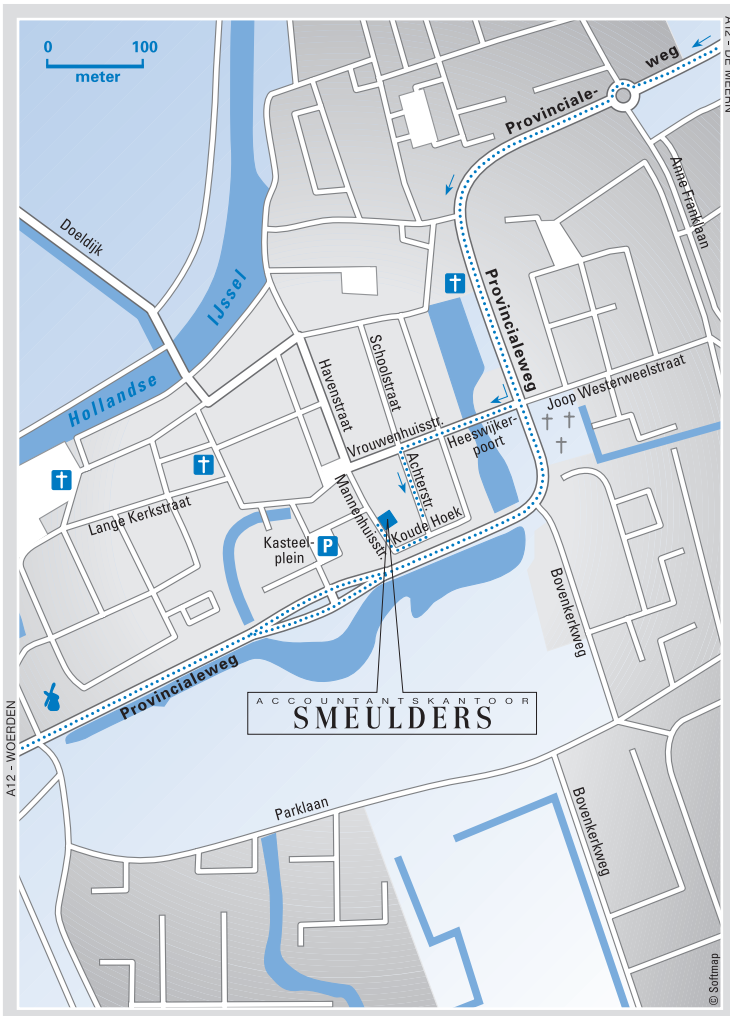 0 100
meter
A12 - DE MEERN
Provinciale-
weg
Anne Franklaan
Doeldijk
IJssel
Hollandse
Provincialeweg
Havenstraat
Schoolstraat
Joop Westerweelstraat
Vrouwenhuisstr.
Heeswijker-
poort
Achterstr.
Mannenhuisstr.
Koude Hoek
Lange Kerkstraat
Kasteel-
plein
P
Bovenkerkweg
Provincialeweg
ACCOUNTANTSKANTOOR
SMEULDERS
A12 - WOERDEN
Parklaan
Bovenkerkweg
© Softmap